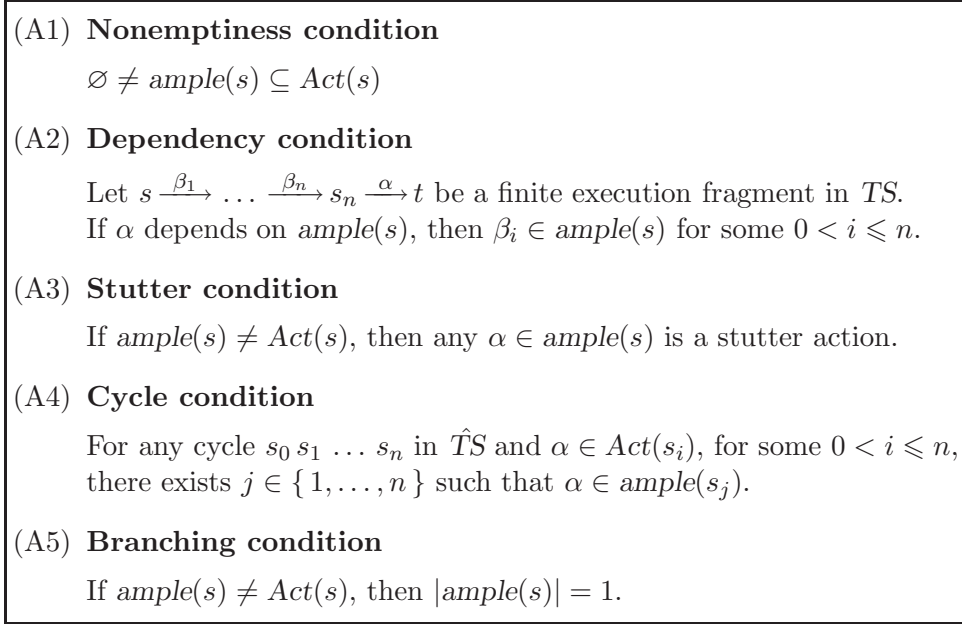 (A1) Nonemptiness condition
∅ ≠ ample(s) ⊆ Act(s)
(A2) Dependency condition
Let s —β₁→ … —βₙ→ sₙ —α→ t be a finite execution fragment in TS.
If α depends on ample(s), then βᵢ ∈ ample(s) for some 0 < i ⩽ n.
(A3) Stutter condition
If ample(s) ≠ Act(s), then any α ∈ ample(s) is a stutter action.
(A4) Cycle condition
For any cycle s₀ s₁ … sₙ in T̂S and α ∈ Act(sᵢ), for some 0 < i ⩽ n,
there exists j ∈ { 1, …, n } such that α ∈ ample(sⱼ).
(A5) Branching condition
If ample(s) ≠ Act(s), then |ample(s)| = 1.